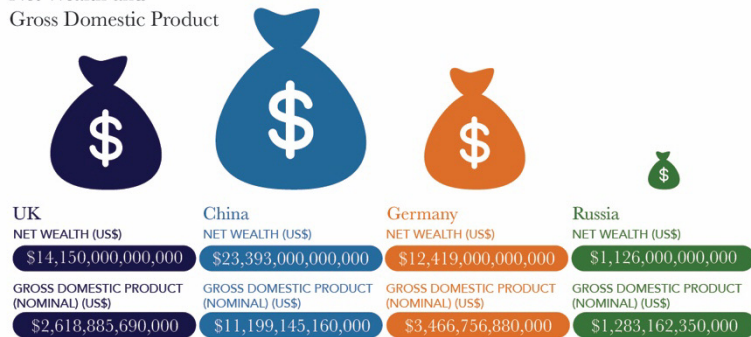 Gross Domestic Product
$
$
$
$
UK
NET WEALTH (US$)
$14,150,000,000,000
GROSS DOMESTIC PRODUCT
(NOMINAL) (US$)
$2,618,885,690,000
China
NET WEALTH (US$)
$23,393,000,000,000
GROSS DOMESTIC PRODUCT
(NOMINAL) (US$)
$11,199,145,160,000
Germany
NET WEALTH (US$)
$12,419,000,000,000
GROSS DOMESTIC PRODUCT
(NOMINAL) (US$)
$3,466,756,880,000
Russia
NET WEALTH (US$)
$1,126,000,000,000
GROSS DOMESTIC PRODUCT
(NOMINAL) (US$)
$1,283,162,350,000